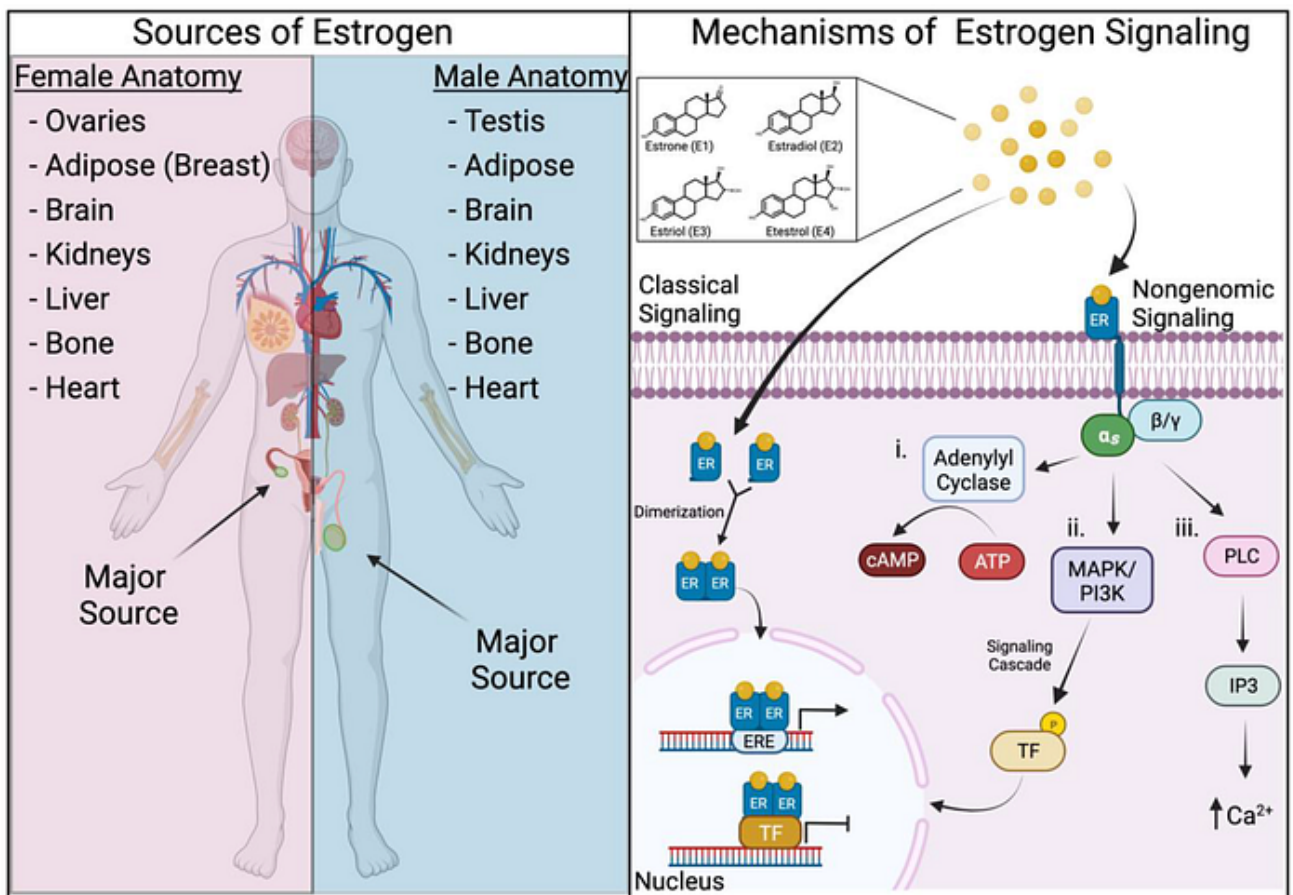 Sources of Estrogen
Female Anatomy
- Ovaries
- Adipose (Breast)
- Brain
- Kidneys
- Liver
- Bone
- Heart
Male Anatomy
- Testis
- Adipose
- Brain
- Kidneys
- Liver
- Bone
- Heart
Major
Source
Major
Source
Mechanisms of Estrogen Signaling
Estrone (E1)
Estradiol (E2)
Estriol (E3)
Etestrol (E4)
Classical
Signaling
Nongenomic
Signaling
ER
αs
β/γ
ER
ER
Dimerization
ER ER
i.
Adenylyl
Cyclase
cAMP
ATP
ii.
MAPK/
PI3K
Signaling
Cascade
P
TF
iii.
PLC
IP3
↑Ca²⁺
ER ER
ERE
ER ER
TF
Nucleus